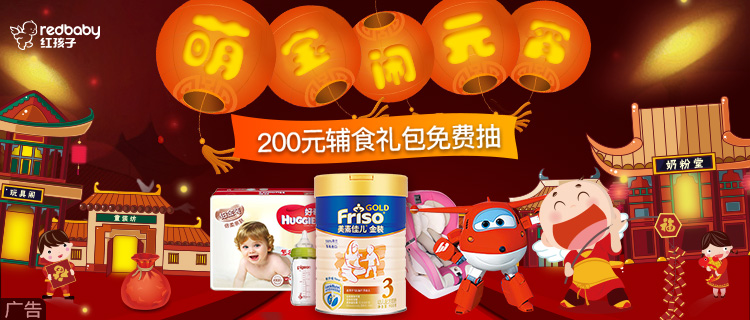 redbaby
红孩子
萌宝闹元宵
200元辅食礼包免费抽
玩具阁
童装坊
奶粉堂
福
HUGGIES
GOLD
Friso
美素佳儿 金装
3
Pigeon
广告